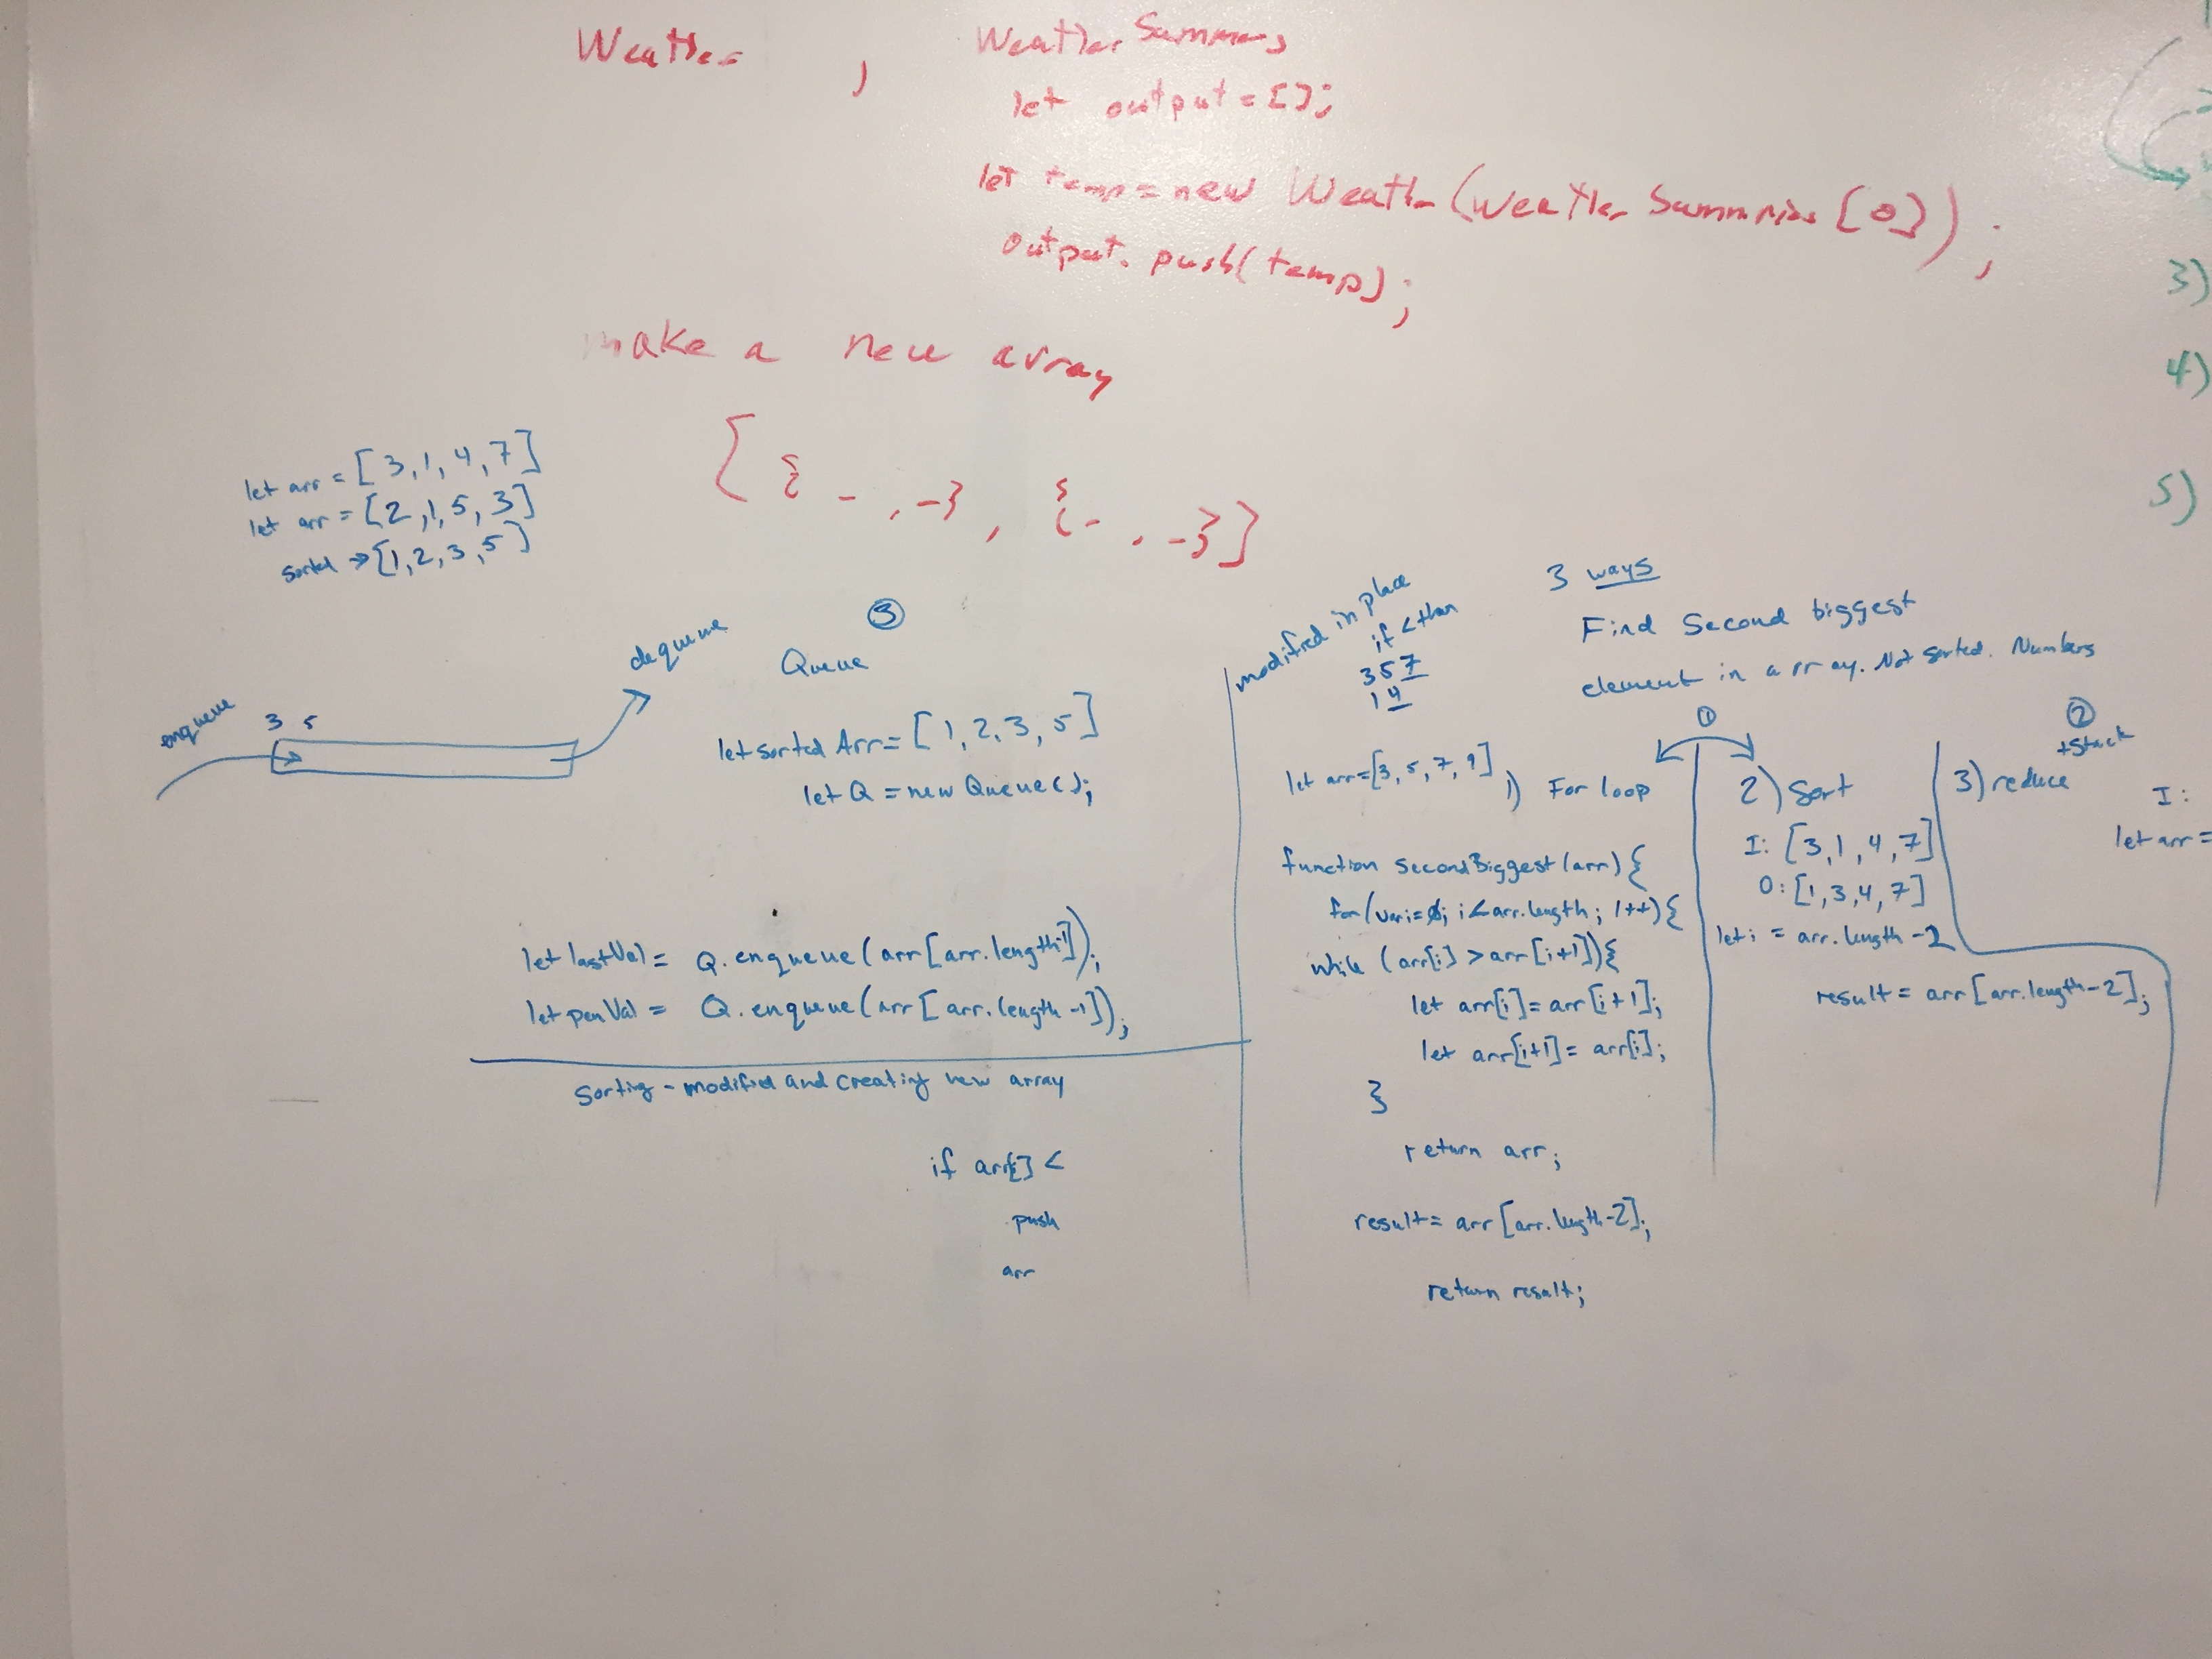 Weather , Weather Summary
let output = [];
let temp = new Weather (Weather Summaries [0]);
output. push(temp);
make a new array
[ { - , - } , { - , - } ]
let arr = [3, 1, 4, 7]
let arr = [2, 1, 5, 3]
sorted → [1, 2, 3, 5]
enqueue
3 5
dequeue
③
Queue
let sorted Arr = [1, 2, 3, 5]
let Q = new Queue();
let lastVal = Q. enqueue (arr [arr. length-1]);
let penVal = Q. enqueue (arr [arr. length -1]);
Sorting - modified and creating new array
if arr[i] <
push
arr
modified in place
if < than
3 5 7
1 4
3 ways
Find Second biggest
element in array. Not sorted. Numbers
①
let arr = [3, 5, 7, 9]
1) For loop
function secondBiggest (arr) {
for (var i = 0; i < arr. length; i++) {
while (arr[i] > arr[i+1]) {
let arr[i] = arr[i+1];
let arr[i+1] = arr[i];
}
return arr;
result = arr [arr. length-2];
return result;
2) Sort
I: [3, 1, 4, 7]
O: [1, 3, 4, 7]
let i = arr. length -2
result = arr [arr. length-2];
②
+Stack
3) reduce
I:
let arr =
3)
4)
5)